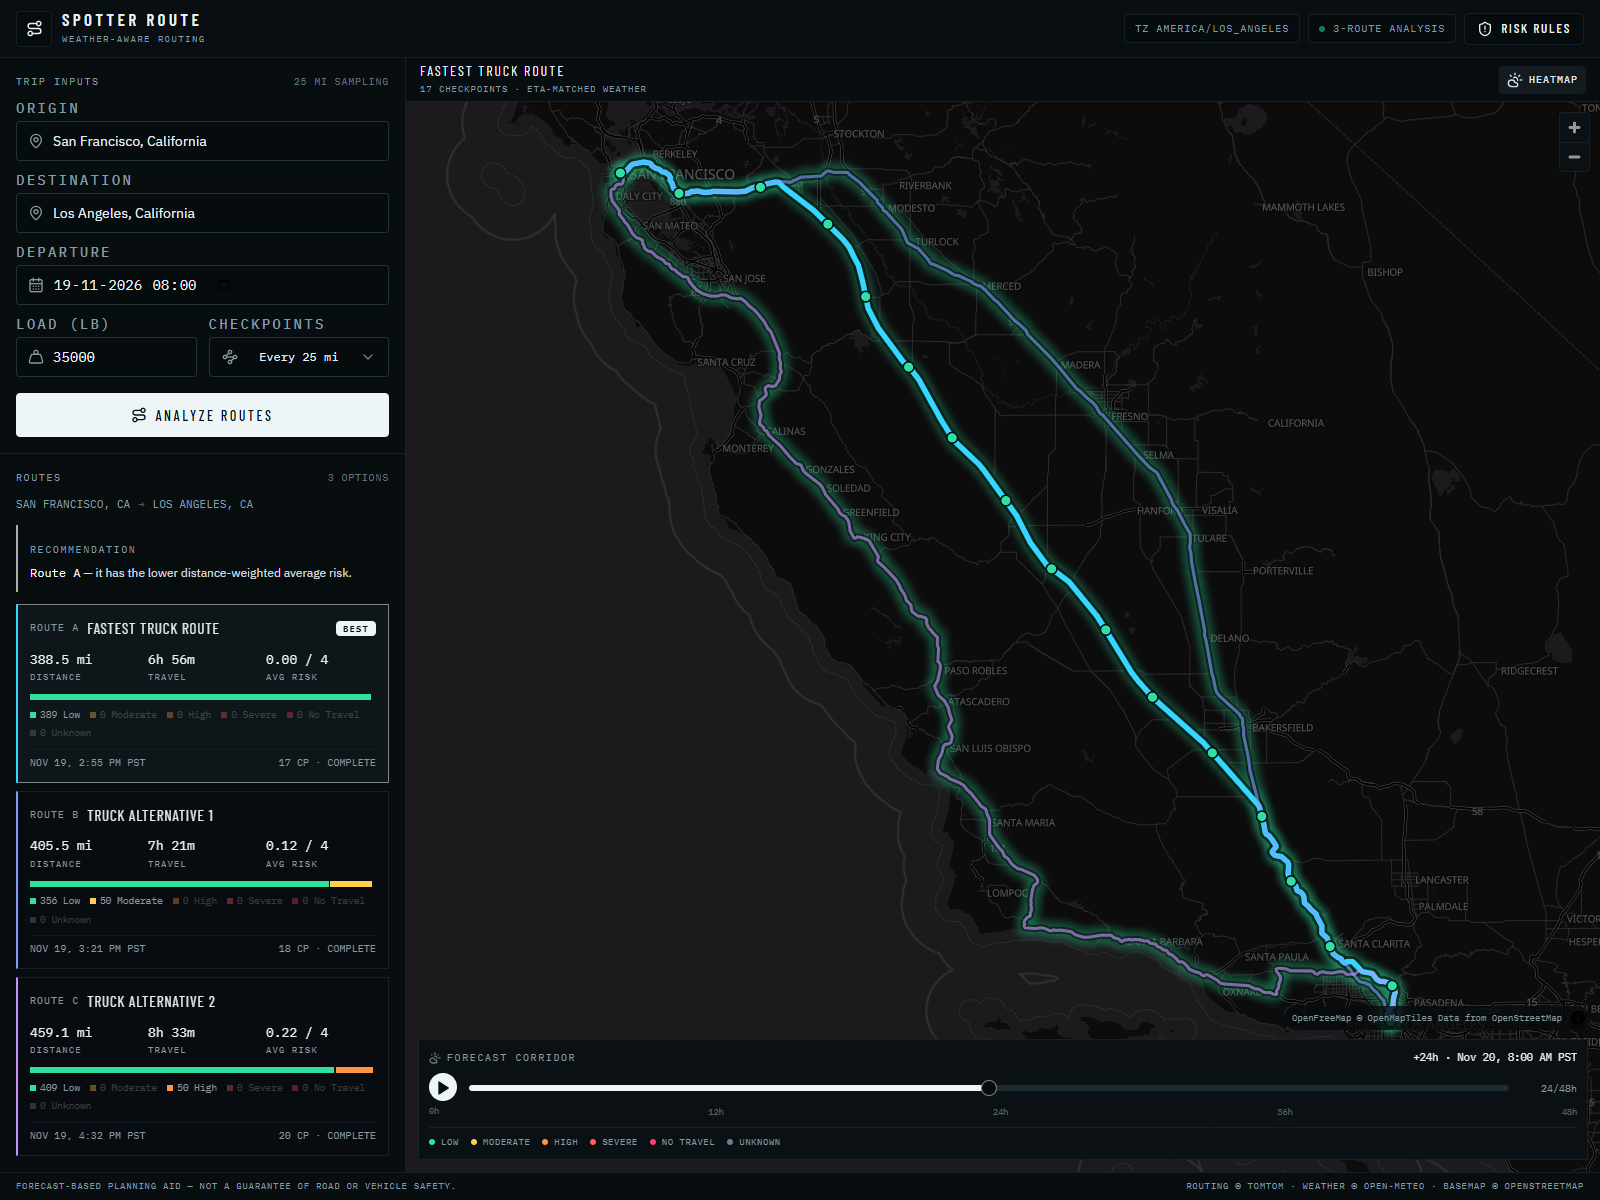 SPOTTER ROUTE
WEATHER-AWARE ROUTING
TZ AMERICA/LOS_ANGELES
3-ROUTE ANALYSIS
RISK RULES
TRIP INPUTS
25 MI SAMPLING
ORIGIN
San Francisco, California
DESTINATION
Los Angeles, California
DEPARTURE
19-11-2026 08:00
LOAD (LB)
CHECKPOINTS
35000
Every 25 mi
ANALYZE ROUTES
ROUTES
3 OPTIONS
SAN FRANCISCO, CA → LOS ANGELES, CA
RECOMMENDATION
Route A — it has the lower distance-weighted average risk.
ROUTE A FASTEST TRUCK ROUTE
BEST
388.5 mi 6h 56m 0.00 / 4
DISTANCE TRAVEL AVG RISK
389 Low 0 Moderate 0 High 0 Severe 0 No Travel
0 Unknown
NOV 19, 2:55 PM PST 17 CP · COMPLETE
ROUTE B TRUCK ALTERNATIVE 1
405.5 mi 7h 21m 0.12 / 4
DISTANCE TRAVEL AVG RISK
356 Low 50 Moderate 0 High 0 Severe 0 No Travel
0 Unknown
NOV 19, 3:21 PM PST 18 CP · COMPLETE
ROUTE C TRUCK ALTERNATIVE 2
459.1 mi 8h 33m 0.22 / 4
DISTANCE TRAVEL AVG RISK
409 Low 0 Moderate 50 High 0 Severe 0 No Travel
0 Unknown
NOV 19, 4:32 PM PST 20 CP · COMPLETE
FASTEST TRUCK ROUTE
17 CHECKPOINTS · ETA-MATCHED WEATHER
HEATMAP
+
−
4
5
STOCKTON
BERKELEY
SAN FRANCISCO
RIVERBANK
DALY CITY
880
MODESTO
MAMMOTH LAKES
SAN MATEO
TURLOCK
BISHOP
SAN JOSE
MERCED
SANTA CRUZ
MADERA
FRESNO
CALIFORNIA
SALINAS
MONTEREY
SELMA
GONZALES
SOLEDAD
GREENFIELD
HANFORD
VISALIA
KING CITY
TULARE
PORTERVILLE
DELANO
PASO ROBLES
RIDGECREST
ATASCADERO
BAKERSFIELD
SAN LUIS OBISPO
58
SANTA MARIA
LANCASTER
LOMPOC
PALMDALE
VICTOR
BARBARA
SANTA CLARITA
HESPER
SANTA PAULA
OXNARD
PASADENA
15
OpenFreeMap © OpenMapTiles Data from OpenStreetMap
FORECAST CORRIDOR
+24h · Nov 20, 8:00 AM PST
24/48h
0h 12h 24h 36h 48h
LOW MODERATE HIGH SEVERE NO TRAVEL UNKNOWN
FORECAST-BASED PLANNING AID — NOT A GUARANTEE OF ROAD OR VEHICLE SAFETY.
ROUTING © TOMTOM · WEATHER © OPEN-METEO · BASEMAP © OPENSTREETMAP